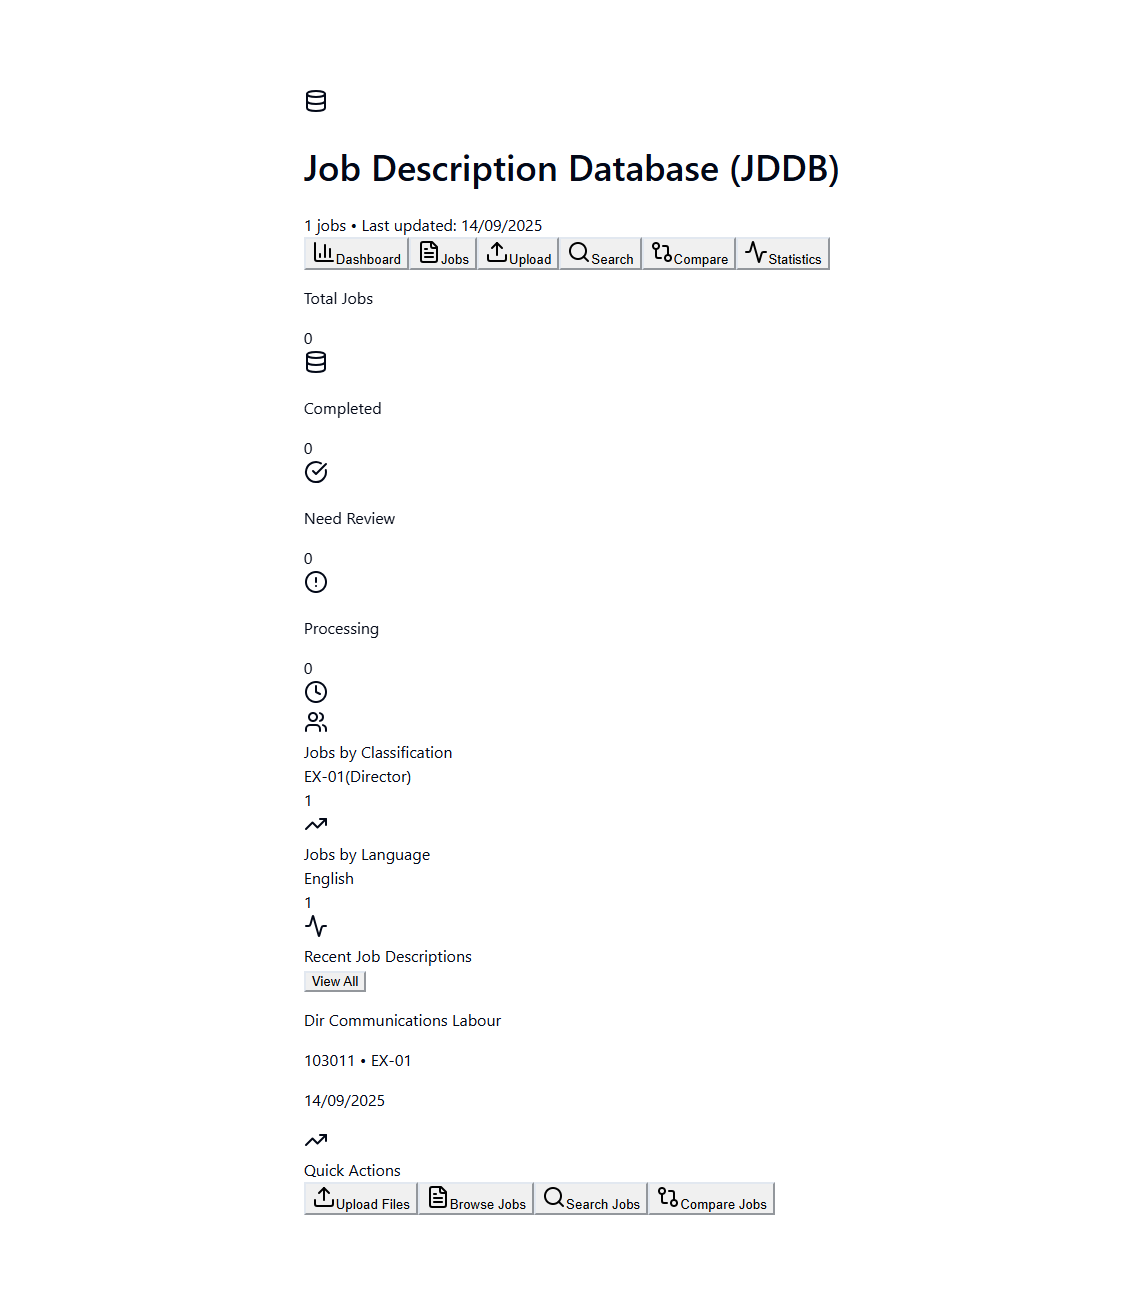 Job Description Database (JDDB)
1 jobs • Last updated: 14/09/2025
Dashboard Jobs Upload Search Compare Statistics
Total Jobs
0
Completed
0
Need Review
0
Processing
0
Jobs by Classification
EX-01(Director)
1
Jobs by Language
English
1
Recent Job Descriptions
View All
Dir Communications Labour
103011 • EX-01
14/09/2025
Quick Actions
Upload Files Browse Jobs Search Jobs Compare Jobs